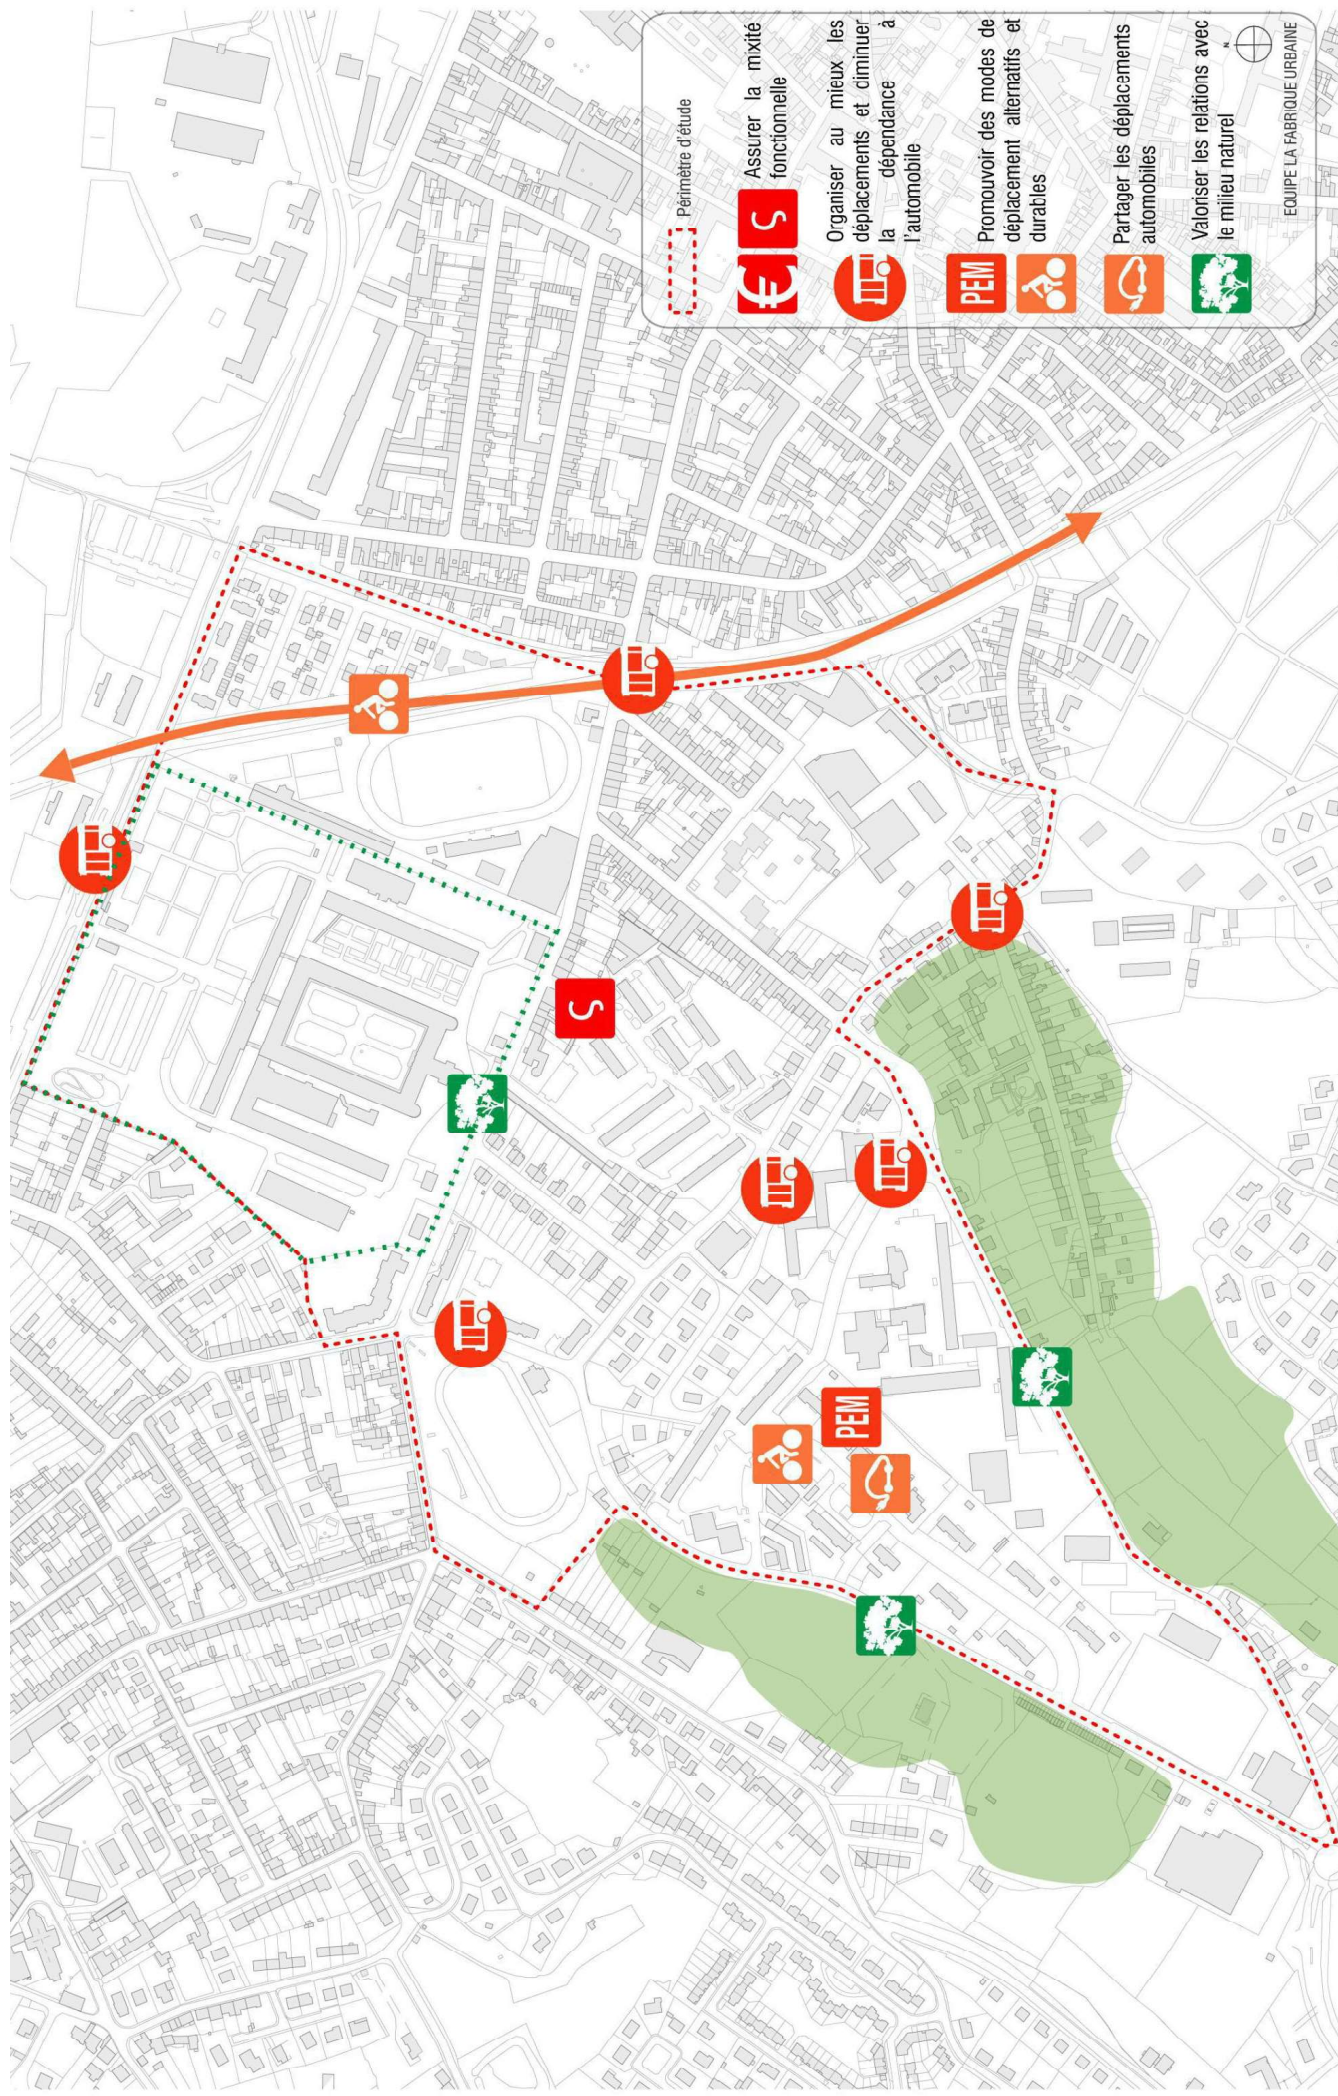 Périmètre d'étude
€
Assurer la mixité
fonctionnelle
Organiser au mieux les
déplacements et diminuer
la dépendance à
l'automobile
PEM
Promouvoir des modes de
déplacement alternatifs et
durables
Partager les déplacements
automobiles
Valoriser les relations avec
le milieu naturel
N
EQUIPE LA FABRIQUE URBAINE
PEM